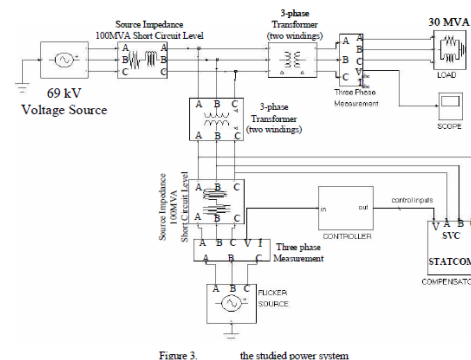 Source Impedance
100MVA Short Circuit Level
3-phase
Transformer
(two windings)
30 MVA
A
B
C
A
B
C
A
B
C
V
I
LOAD
69 kV
Voltage Source
Three Phase
Measurement
SCOPE
3-phase
Transformer
(two windings)
A B C
A B C
Source Impedance
100MVA
Short Circuit Level
A B C
A B C
in
out
CONTROLLER
control inputs
V A B
SVC
STATCOM
COMPENSATO
A B C V I
A B C
Three phase
Measurement
A B C
FLICKER
SOURCE
Figure 3. the studied power system